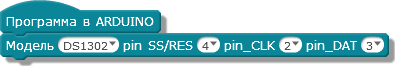 Программа в ARDUINO
Модель DS1302 pin SS/RES 4 pin_CLK 2 pin_DAT 3